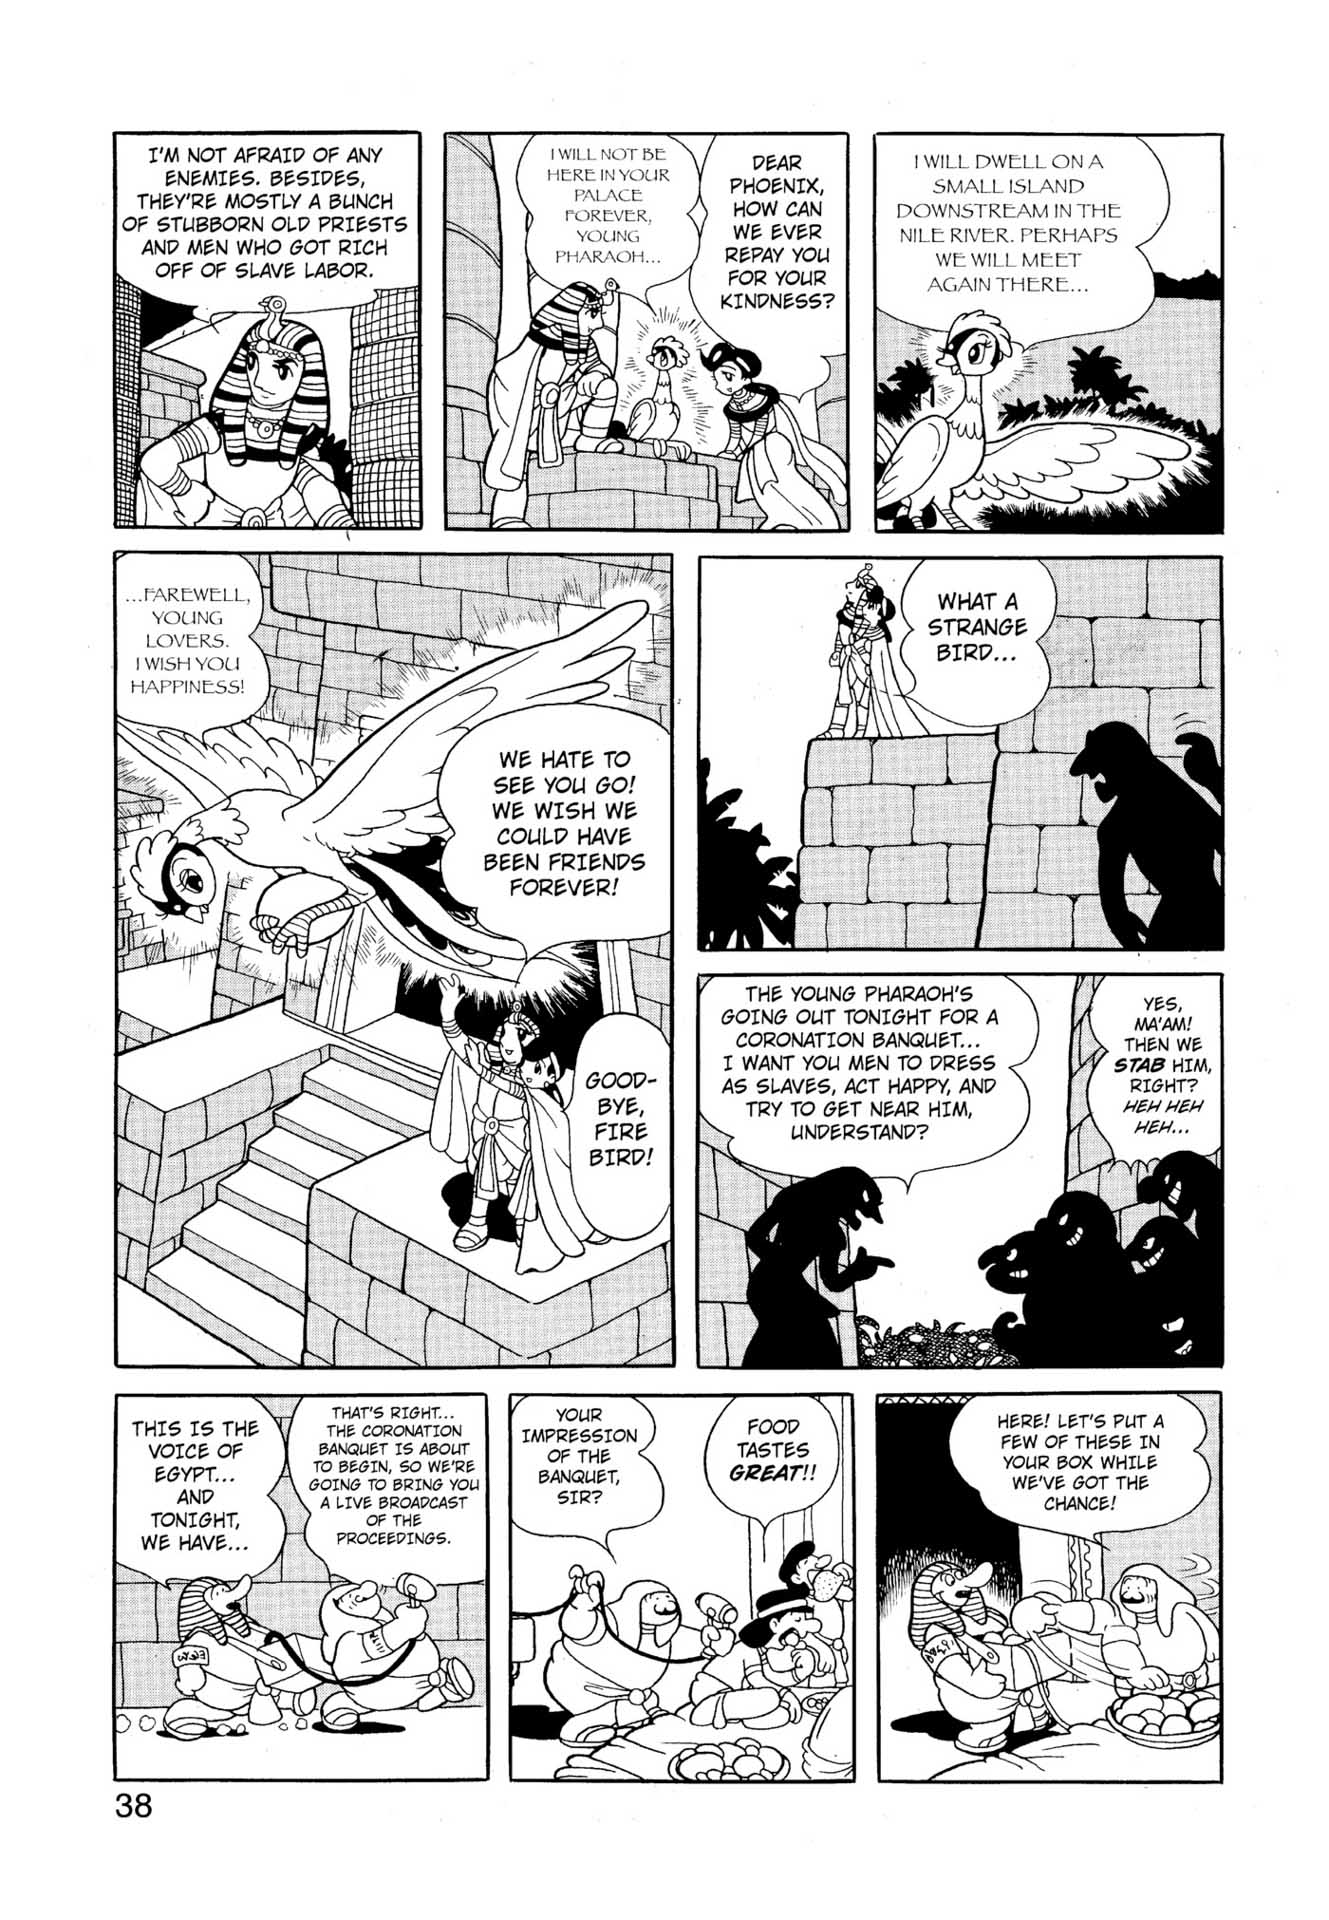 I'M NOT AFRAID OF ANY
ENEMIES. BESIDES,
THEY'RE MOSTLY A BUNCH
OF STUBBORN OLD PRIESTS
AND MEN WHO GOT RICH
OFF OF SLAVE LABOR.
I WILL NOT BE
HERE IN YOUR
PALACE
FOREVER,
YOUNG
PHARAOH...
DEAR
PHOENIX,
HOW CAN
WE EVER
REPAY YOU
FOR YOUR
KINDNESS?
I WILL DWELL ON A
SMALL ISLAND
DOWNSTREAM IN THE
NILE RIVER. PERHAPS
WE WILL MEET
AGAIN THERE...
...FAREWELL,
YOUNG
LOVERS.
I WISH YOU
HAPPINESS!
WE HATE TO
SEE YOU GO!
WE WISH WE
COULD HAVE
BEEN FRIENDS
FOREVER!
GOOD-
BYE,
FIRE
BIRD!
WHAT A
STRANGE
BIRD...
THE YOUNG PHARAOH'S
GOING OUT TONIGHT FOR A
CORONATION BANQUET...
I WANT YOU MEN TO DRESS
AS SLAVES, ACT HAPPY, AND
TRY TO GET NEAR HIM,
UNDERSTAND?
YES,
MA'AM!
THEN WE
STAB HIM,
RIGHT?
HEH HEH
HEH...
THIS IS THE
VOICE OF
EGYPT...
AND
TONIGHT,
WE HAVE...
THAT'S RIGHT...
THE CORONATION
BANQUET IS ABOUT
TO BEGIN, SO WE'RE
GOING TO BRING YOU
A LIVE BROADCAST
OF THE
PROCEEDINGS.
YOUR
IMPRESSION
OF THE
BANQUET,
SIR?
FOOD
TASTES
GREAT!!
HERE! LET'S PUT A
FEW OF THESE IN
YOUR BOX WHILE
WE'VE GOT THE
CHANCE!
38